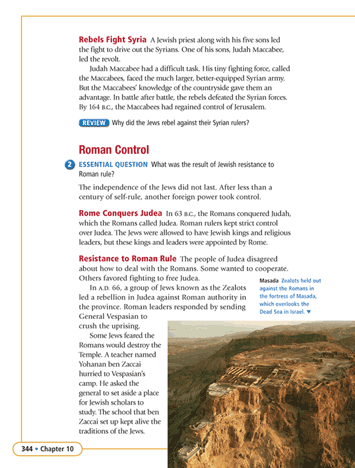 Rebels Fight Syria A Jewish priest along with his five sons led
the fight to drive out the Syrians. One of his sons, Judah Maccabee,
led the revolt.
Judah Maccabee had a difficult task. His tiny fighting force, called
the Maccabees, faced the much larger, better-equipped Syrian army.
But the Maccabees' knowledge of the countryside gave them an
advantage. In battle after battle, the rebels defeated the Syrian forces.
By 164 B.C., the Maccabees had regained control of Jerusalem.
REVIEW Why did the Jews rebel against their Syrian rulers?
Roman Control
2 ESSENTIAL QUESTION What was the result of Jewish resistance to
Roman rule?
The independence of the Jews did not last. After less than a
century of self-rule, another foreign power took control.
Rome Conquers Judea In 63 B.C., the Romans conquered Judah,
which the Romans called Judea. Roman rulers kept strict control
over Judea. The Jews were allowed to have Jewish kings and religious
leaders, but these kings and leaders were appointed by Rome.
Resistance to Roman Rule The people of Judea disagreed
about how to deal with the Romans. Some wanted to cooperate.
Others favored fighting to free Judea.
In A.D. 66, a group of Jews known as the Zealots
led a rebellion in Judea against Roman authority in
the province. Roman leaders responded by sending
General Vespasian to
crush the uprising.
Some Jews feared the
Romans would destroy the
Temple. A teacher named
Yohanan ben Zaccai
hurried to Vespasian's
camp. He asked the
general to set aside a place
for Jewish scholars to
study. The school that ben
Zaccai set up kept alive the
traditions of the Jews.
Masada Zealots held out
against the Romans in
the fortress of Masada,
which overlooks the
Dead Sea in Israel. ▼
344 • Chapter 10